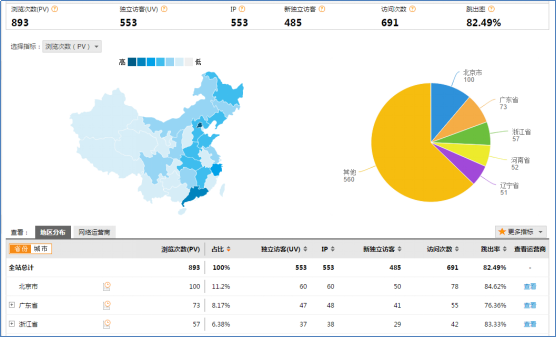 浏览次数(PV) 独立访客(UV) IP 新独立访客 访问次数 跳出率
893 553 553 485 691 82.49%
选择指标： 浏览次数（PV）
高 低
北京市
100
广东省
73
浙江省
57
河南省
52
辽宁省
51
其他
560
查看： 地区分布 网络运营商 更多指标
省份 城市 浏览次数(PV) 占比 独立访客(UV) IP 新独立访客 访问次数 跳出率 查看运营商
全站总计 893 100% 553 553 485 691 82.49% -
北京市 100 11.2% 60 60 50 78 84.62% 查看
广东省 73 8.17% 47 48 41 55 76.36% 查看
浙江省 57 6.38% 37 38 29 42 83.33% 查看